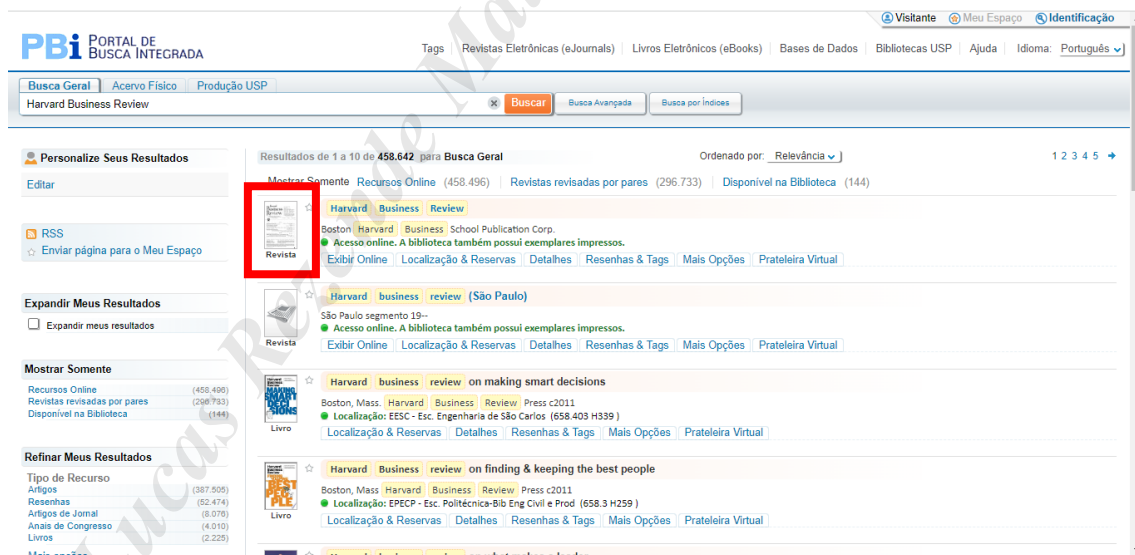 Visitante Meu Espaço Identificação
PBi PORTAL DE BUSCA INTEGRADA
Tags Revistas Eletrônicas (eJournals) Livros Eletrônicos (eBooks) Bases de Dados Bibliotecas USP Ajuda Idioma: Português
Busca Geral Acervo Físico Produção USP
Harvard Business Review Buscar Busca Avançada Busca por Índices
Personalize Seus Resultados
Editar
RSS
Enviar página para o Meu Espaço
Expandir Meus Resultados
Expandir meus resultados
Mostrar Somente
Recursos Online (458.496)
Revistas revisadas por pares (296.733)
Disponível na Biblioteca (144)
Refinar Meus Resultados
Tipo de Recurso
Artigos (387.505)
Resenhas (52.474)
Artigos de Jornal (8.076)
Anais de Congresso (4.010)
Livros (2.225)
Mais opções
Resultados de 1 a 10 de 458.642 para Busca Geral Ordenado por: Relevância 1 2 3 4 5
Mostrar Somente Recursos Online (458.496) Revistas revisadas por pares (296.733) Disponível na Biblioteca (144)
Harvard Business Review
Boston Harvard Business School Publication Corp.
Acesso online. A biblioteca também possui exemplares impressos.
Revista
Exibir Online Localização & Reservas Detalhes Resenhas & Tags Mais Opções Prateleira Virtual
Harvard business review (São Paulo)
São Paulo segmento 19--
Acesso online. A biblioteca também possui exemplares impressos.
Revista
Exibir Online Localização & Reservas Detalhes Resenhas & Tags Mais Opções Prateleira Virtual
Harvard business review on making smart decisions
MAKING SMART DECISIONS
Boston, Mass. Harvard Business Review Press c2011
Localização: EESC - Esc. Engenharia de São Carlos (658.403 H339 )
Livro
Localização & Reservas Detalhes Resenhas & Tags Mais Opções Prateleira Virtual
Harvard Business review on finding & keeping the best people
BEST PEOPLE
Boston, Mass Harvard Business Review Press c2011
Localização: EPECP - Esc. Politécnica-Bib Eng Civil e Prod (658.3 H259 )
Livro
Localização & Reservas Detalhes Resenhas & Tags Mais Opções Prateleira Virtual
Lucas Rezende